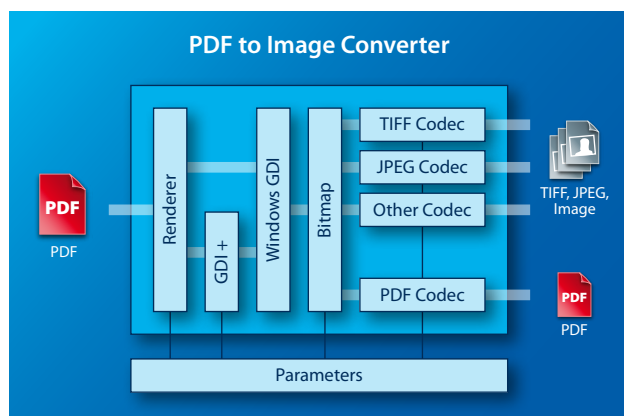 PDF to Image Converter
PDF
PDF
Renderer
GDI +
Windows GDI
Bitmap
TIFF Codec
JPEG Codec
Other Codec
PDF Codec
TIFF, JPEG,
Image
PDF
PDF
Parameters